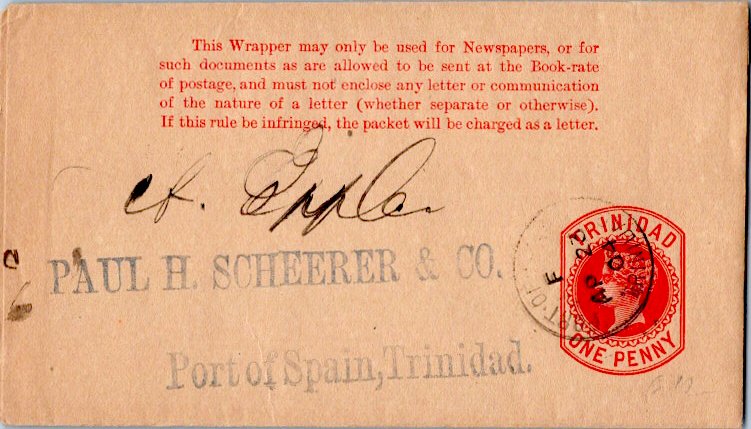 This Wrapper may only be used for Newspapers, or for
such documents as are allowed to be sent at the Book-rate
of postage, and must not enclose any letter or communication
of the nature of a letter (whether separate or otherwise).
If this rule be infringed, the packet will be charged as a letter.
PAUL H. SCHEERER & CO.
Port of Spain, Trinidad.
TRINIDAD
ONE PENNY
F
AP 27
04